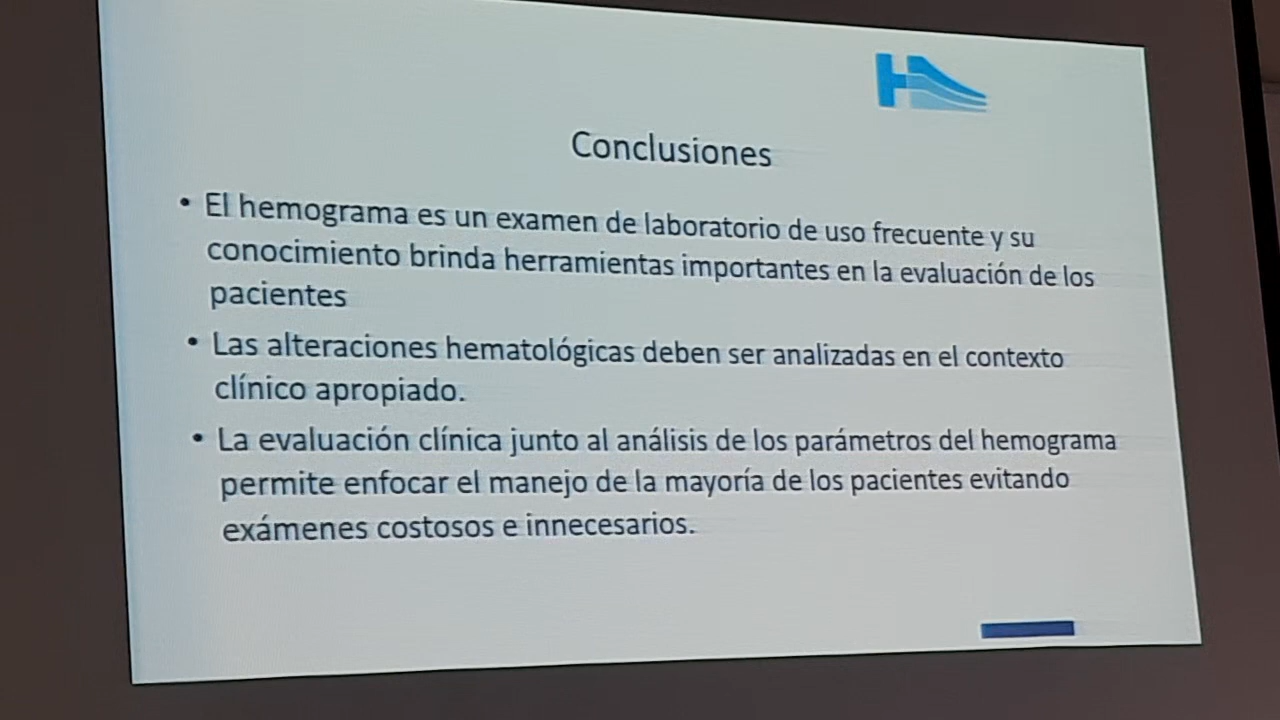 Conclusiones
• El hemograma es un examen de laboratorio de uso frecuente y su
conocimiento brinda herramientas importantes en la evaluación de los
pacientes
• Las alteraciones hematológicas deben ser analizadas en el contexto
clínico apropiado.
• La evaluación clínica junto al análisis de los parámetros del hemograma
permite enfocar el manejo de la mayoría de los pacientes evitando
exámenes costosos e innecesarios.